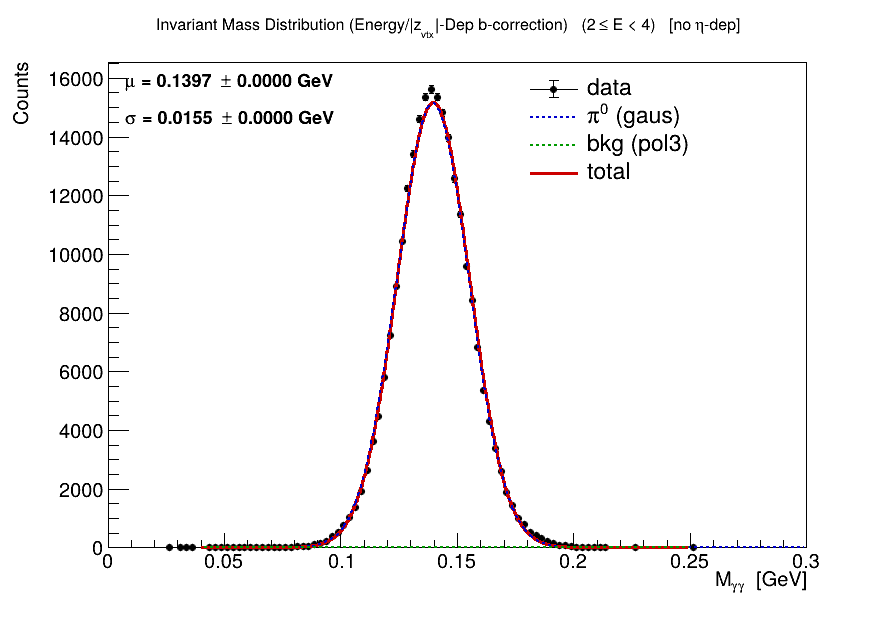 Invariant Mass Distribution (Energy/|z_vtx|-Dep b-correction) (2 ≤ E < 4) [no η-dep]
Counts
μ = 0.1397 ± 0.0000 GeV
σ = 0.0155 ± 0.0000 GeV
data
π⁰ (gaus)
bkg (pol3)
total
16000
14000
12000
10000
8000
6000
4000
2000
0
0 0.05 0.1 0.15 0.2 0.25 0.3
M_γγ [GeV]